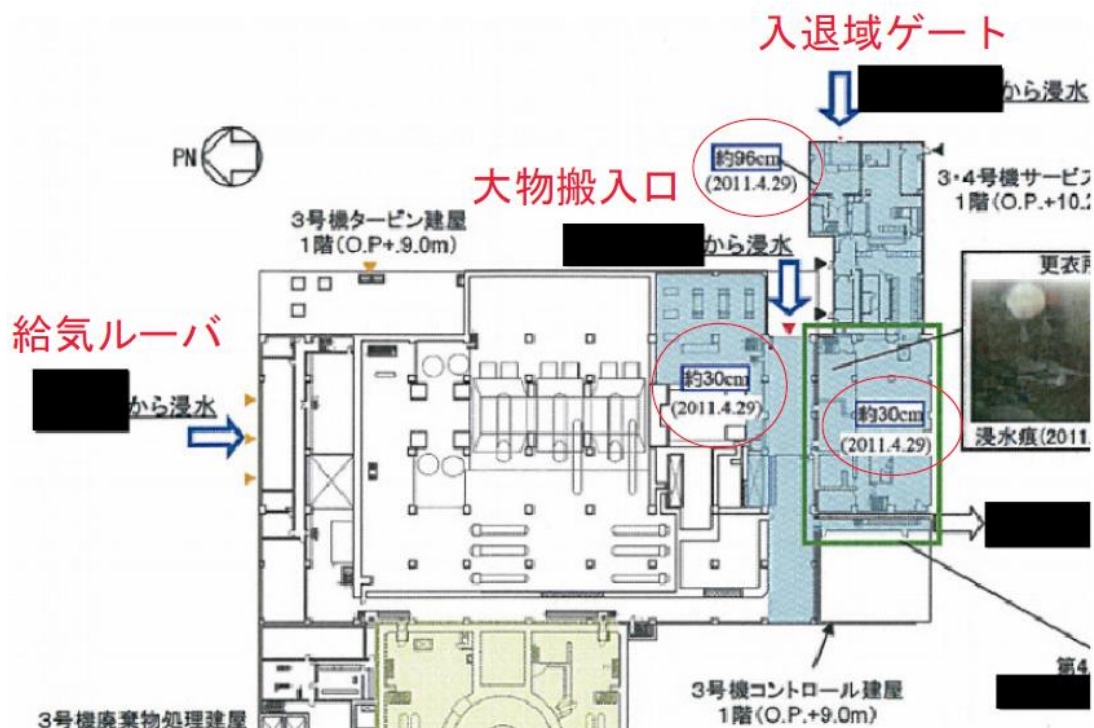 入退域ゲート
から浸水
PN
約96cm
(2011.4.29)
大物搬入口
3・4号機サービス
1階(O.P.+10.2
3号機タービン建屋
1階(O.P+.9.0m)
から浸水
更衣所
給気ルーバ
から浸水
約30cm
(2011.4.29)
約30cm
(2011.4.29)
浸水痕(2011.
第4
3号機コントロール建屋
1階(O.P.+9.0m)
3号機廃棄物処理建屋